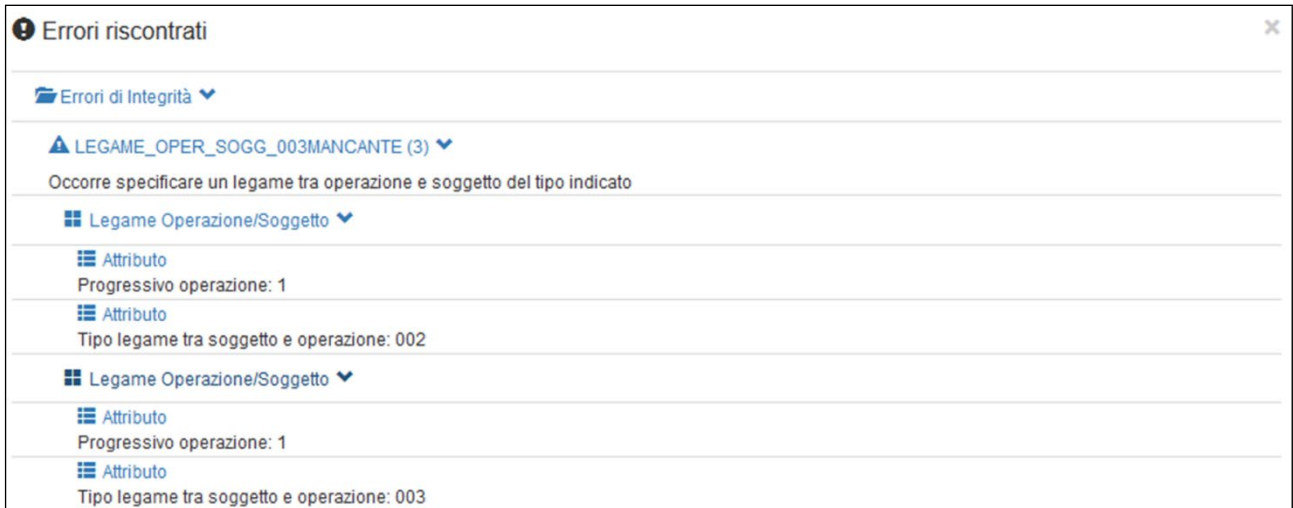 Errori riscontrati
Errori di Integrità
LEGAME_OPER_SOGG_003MANCANTE (3)
Occorre specificare un legame tra operazione e soggetto del tipo indicato
Legame Operazione/Soggetto
Attributo
Progressivo operazione: 1
Attributo
Tipo legame tra soggetto e operazione: 002
Legame Operazione/Soggetto
Attributo
Progressivo operazione: 1
Attributo
Tipo legame tra soggetto e operazione: 003